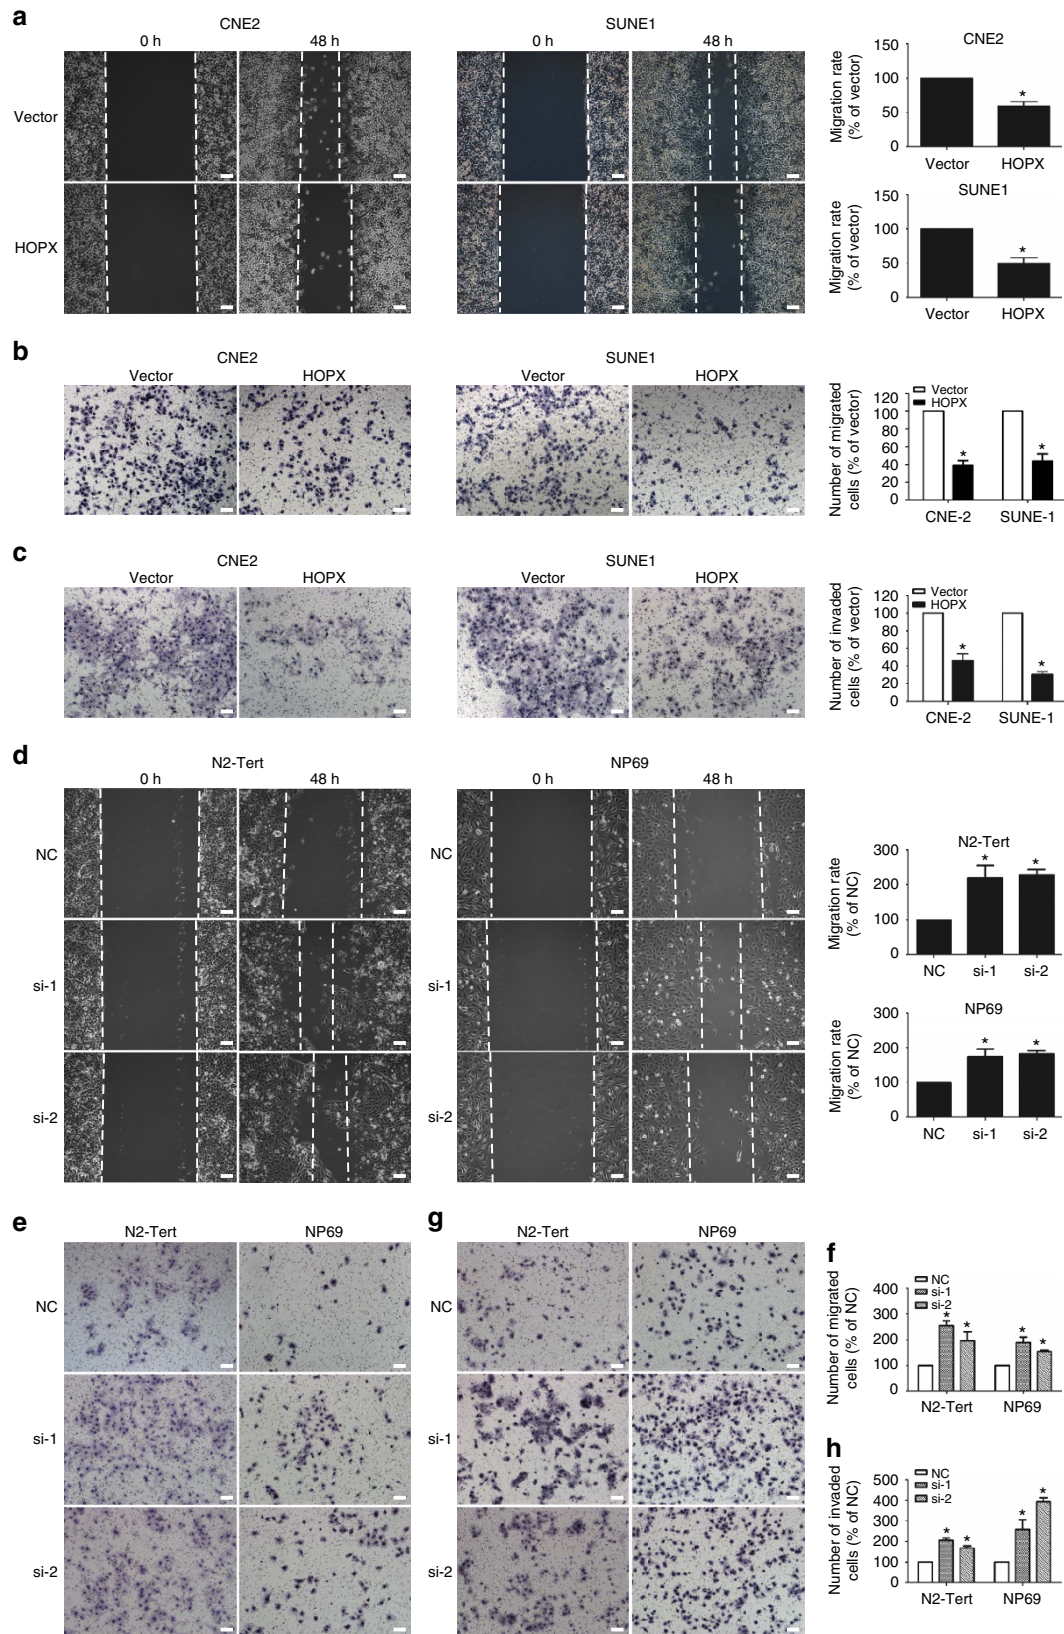 a
CNE2
0 h 48 h
SUNE1
0 h 48 h
Vector
HOPX
CNE2
Migration rate
(% of vector)
150
100
50
0
Vector HOPX
*
SUNE1
Migration rate
(% of vector)
150
100
50
0
Vector HOPX
*
b
CNE2
Vector HOPX
SUNE1
Vector HOPX
Number of migrated
cells (% of vector)
Vector
HOPX
120
100
80
60
40
20
0
* *
CNE-2 SUNE-1
c
CNE2
Vector HOPX
SUNE1
Vector HOPX
Number of invaded
cells (% of vector)
Vector
HOPX
120
100
80
60
40
20
0
* *
CNE-2 SUNE-1
d
N2-Tert
0 h 48 h
NP69
0 h 48 h
NC
si-1
si-2
NC
si-1
si-2
N2-Tert
Migration rate
(% of NC)
300
200
100
0
* *
NC si-1 si-2
NP69
Migration rate
(% of NC)
300
200
100
0
* *
NC si-1 si-2
e
N2-Tert NP69
NC
si-1
si-2
g
N2-Tert NP69
NC
si-1
si-2
f
Number of migrated
cells (% of NC)
NC
si-1
si-2
400
300
200
100
0
* * * *
N2-Tert NP69
h
Number of invaded
cells (% of NC)
NC
si-1
si-2
500
400
300
200
100
0
* * * *
N2-Tert NP69